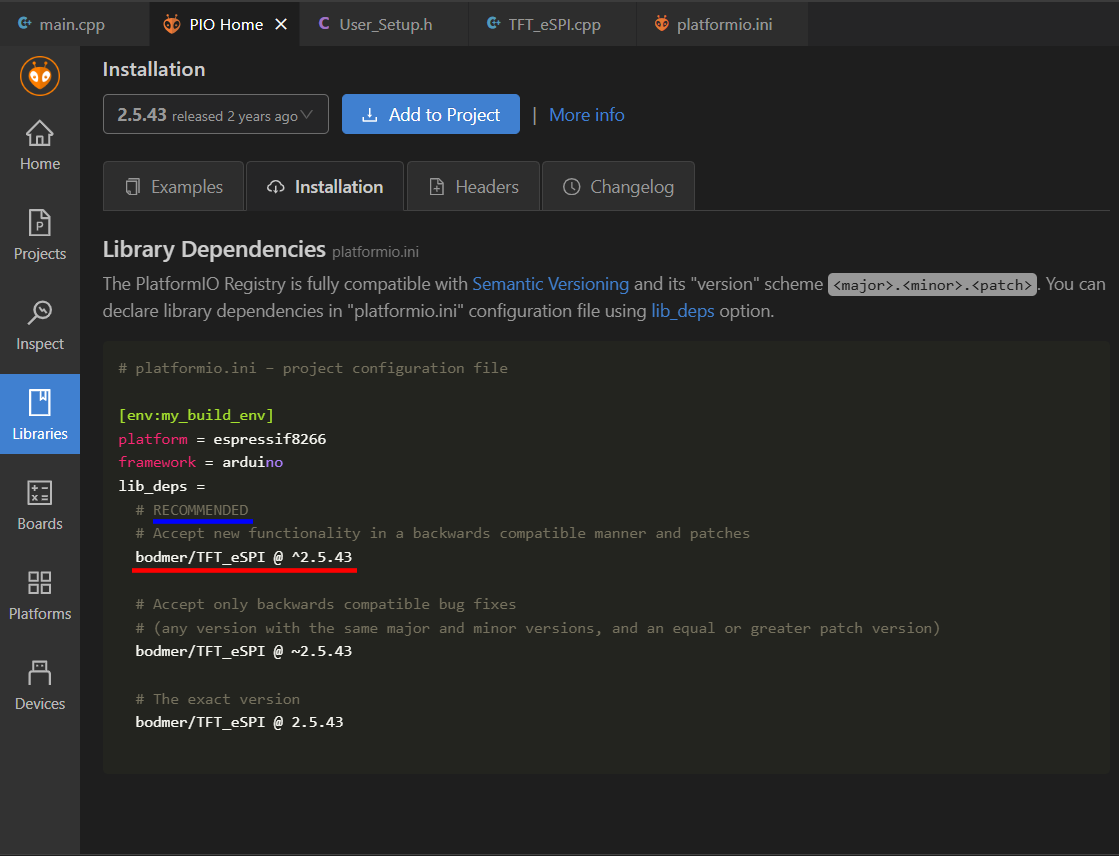 main.cpp
PIO Home
User_Setup.h
TFT_eSPI.cpp
platformio.ini
Home
Projects
Inspect
Libraries
Boards
Platforms
Devices
Installation
2.5.43 released 2 years ago
Add to Project
| More info
Examples
Installation
Headers
Changelog
Library Dependencies platformio.ini
The PlatformIO Registry is fully compatible with Semantic Versioning and its "version" scheme <major>.<minor>.<patch>. You can
declare library dependencies in "platformio.ini" configuration file using lib_deps option.
# platformio.ini – project configuration file
[env:my_build_env]
platform = espressif8266
framework = arduino
lib_deps =
# RECOMMENDED
# Accept new functionality in a backwards compatible manner and patches
bodmer/TFT_eSPI @ ^2.5.43
# Accept only backwards compatible bug fixes
# (any version with the same major and minor versions, and an equal or greater patch version)
bodmer/TFT_eSPI @ ~2.5.43
# The exact version
bodmer/TFT_eSPI @ 2.5.43